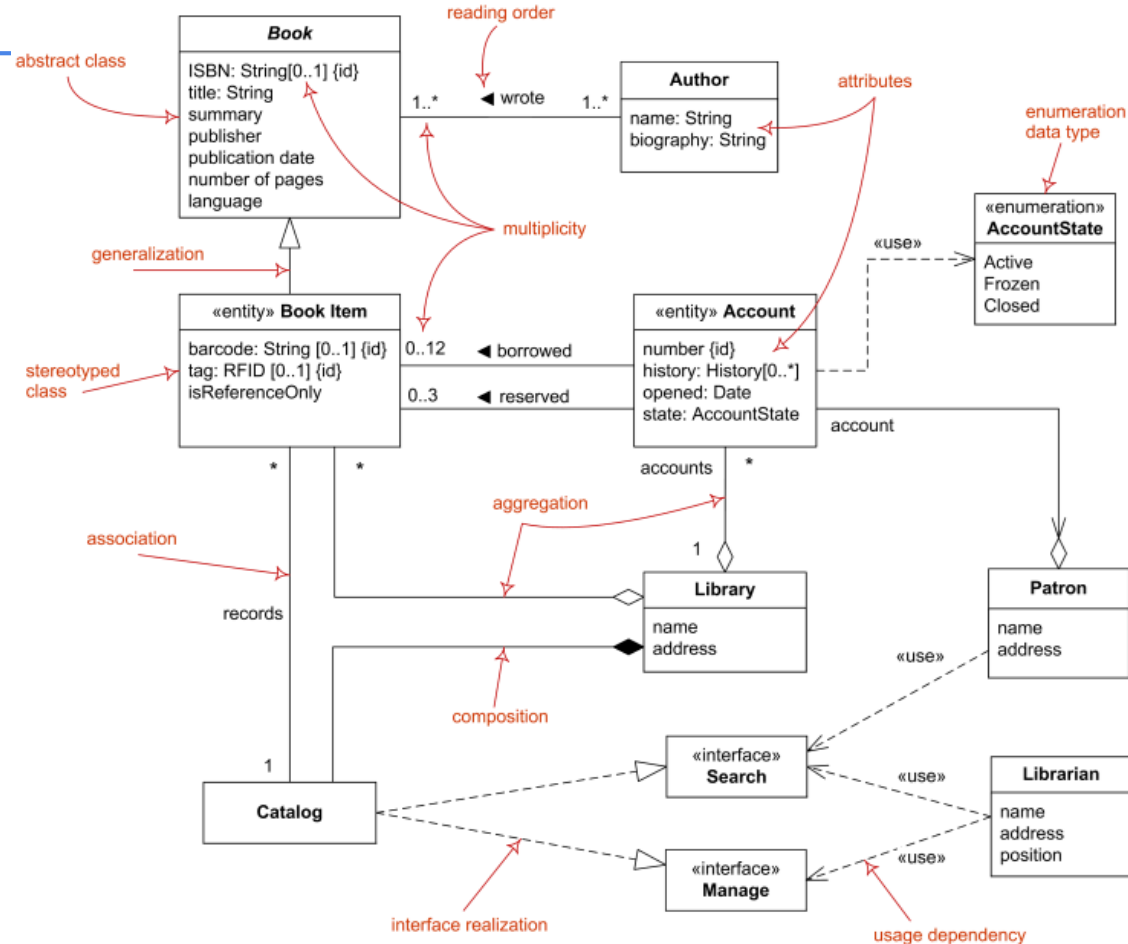 reading order
Book
abstract class
ISBN: String[0..1] {id}
title: String
summary
publisher
publication date
number of pages
language
1..*
◄ wrote
1..*
Author
name: String
biography: String
attributes
enumeration
data type
multiplicity
generalization
«enumeration»
AccountState
Active
Frozen
Closed
«use»
«entity» Book Item
barcode: String [0..1] {id}
tag: RFID [0..1] {id}
isReferenceOnly
stereotyped
class
0..12
◄ borrowed
0..3
◄ reserved
«entity» Account
number {id}
history: History[0..*]
opened: Date
state: AccountState
account
*
*
accounts
*
aggregation
association
1
Library
name
address
Patron
name
address
records
«use»
composition
1
Catalog
«interface»
Search
«use»
Librarian
name
address
position
«interface»
Manage
«use»
interface realization
usage dependency